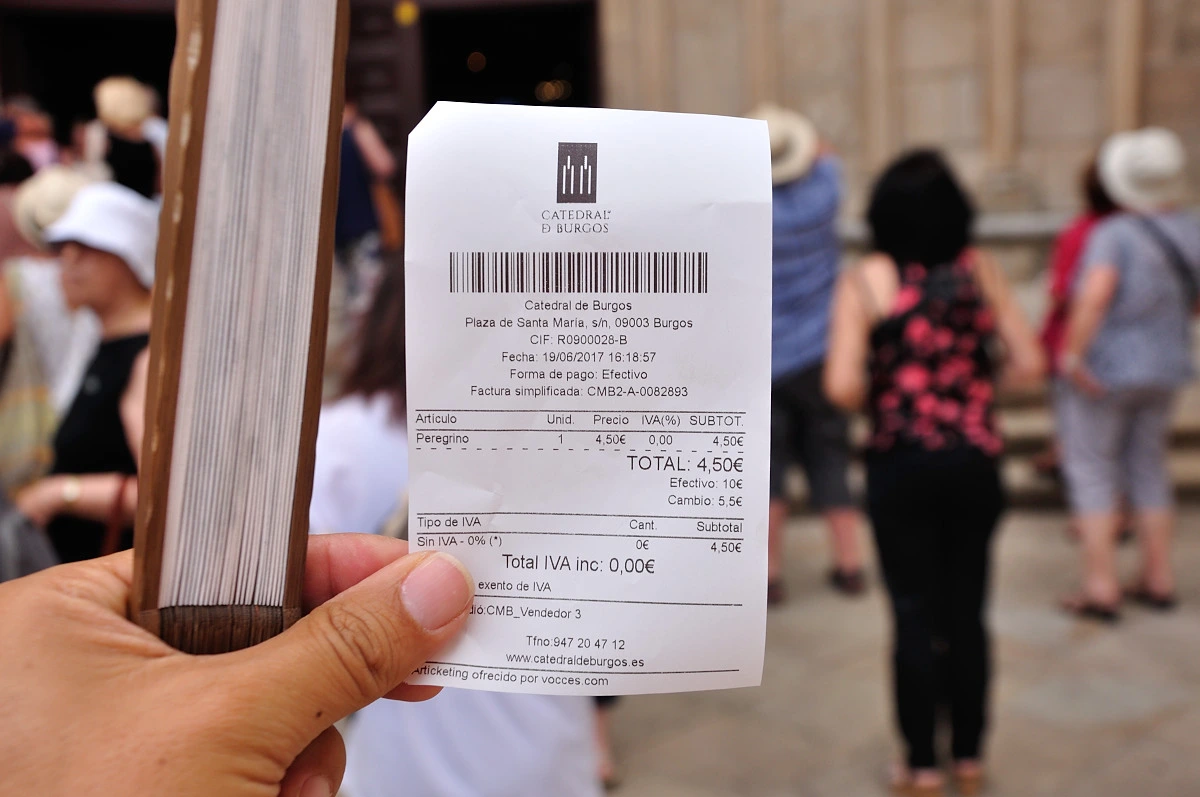 CATEDRAL
D BURGOS
Catedral de Burgos
Plaza de Santa María, s/n, 09003 Burgos
CIF: R0900028-B
Fecha: 19/06/2017 16:18:57
Forma de pago: Efectivo
Factura simplificada: CMB2-A-0082893
Artículo Unid. Precio IVA(%) SUBTOT.
Peregrino 1 4,50€ 0,00 4,50€
TOTAL: 4,50€
Efectivo: 10€
Cambio: 5,5€
Tipo de IVA Cant. Subtotal
Sin IVA - 0% (*) 0€ 4,50€
Total IVA inc: 0,00€
exento de IVA
CMB_Vendedor 3
Tfno:947 20 47 12
www.catedraldeburgos.es
Articketing ofrecido por vocces.com